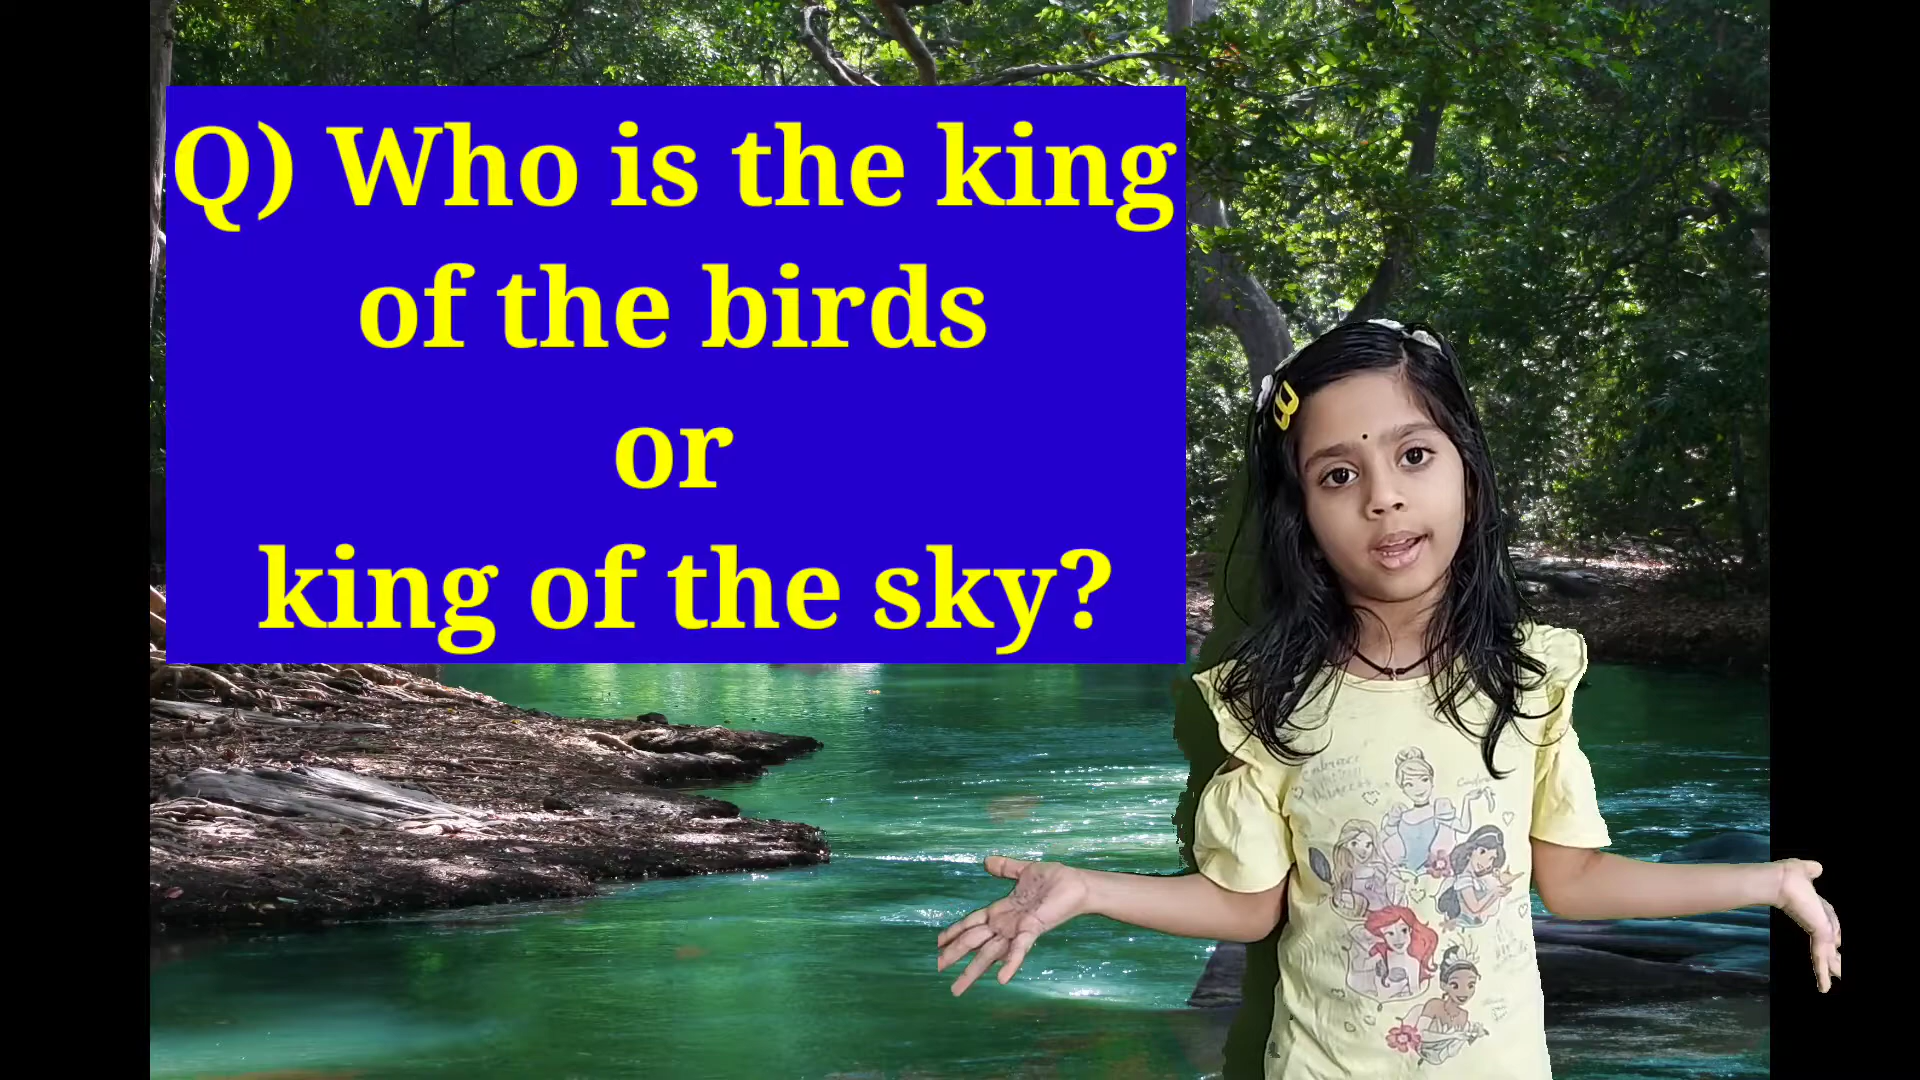 Q) Who is the king
of the birds
or
king of the sky?